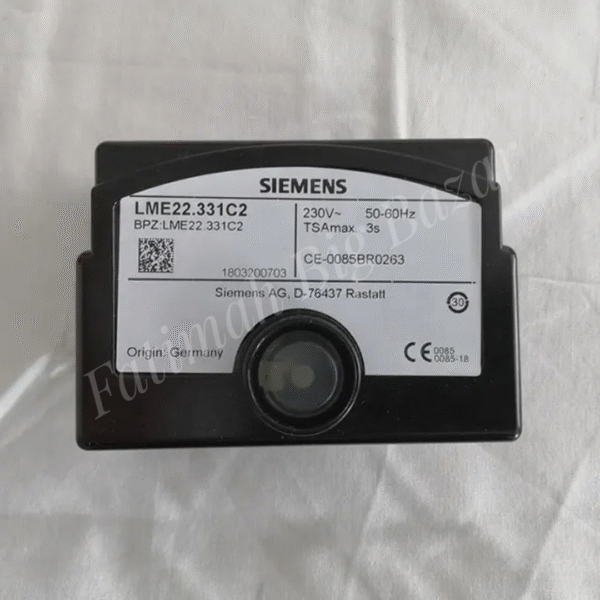 SIEMENS
LME22.331C2
BPZ:LME22.331C2
1803200703
230V~ 50-60Hz
TSAmax. 3s
CE-0085BR0263
Siemens AG, D-76437 Rastatt
30
Origin: Germany
CE 0085
0085-18
Fatimah Big Bazar